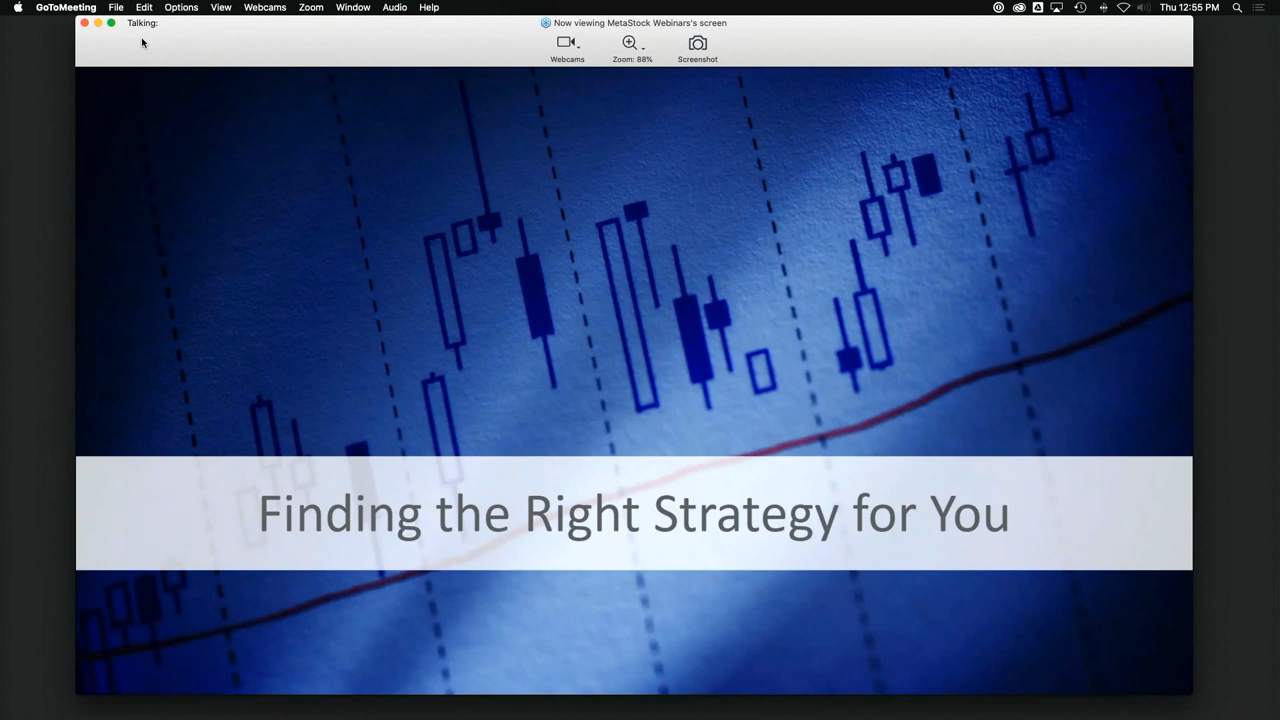 GoToMeeting File Edit Options View Webcams Zoom Window Audio Help Thu 12:55 PM
Talking: Now viewing MetaStock Webinars's screen
Webcams Zoom: 88% Screenshot
Finding the Right Strategy for You